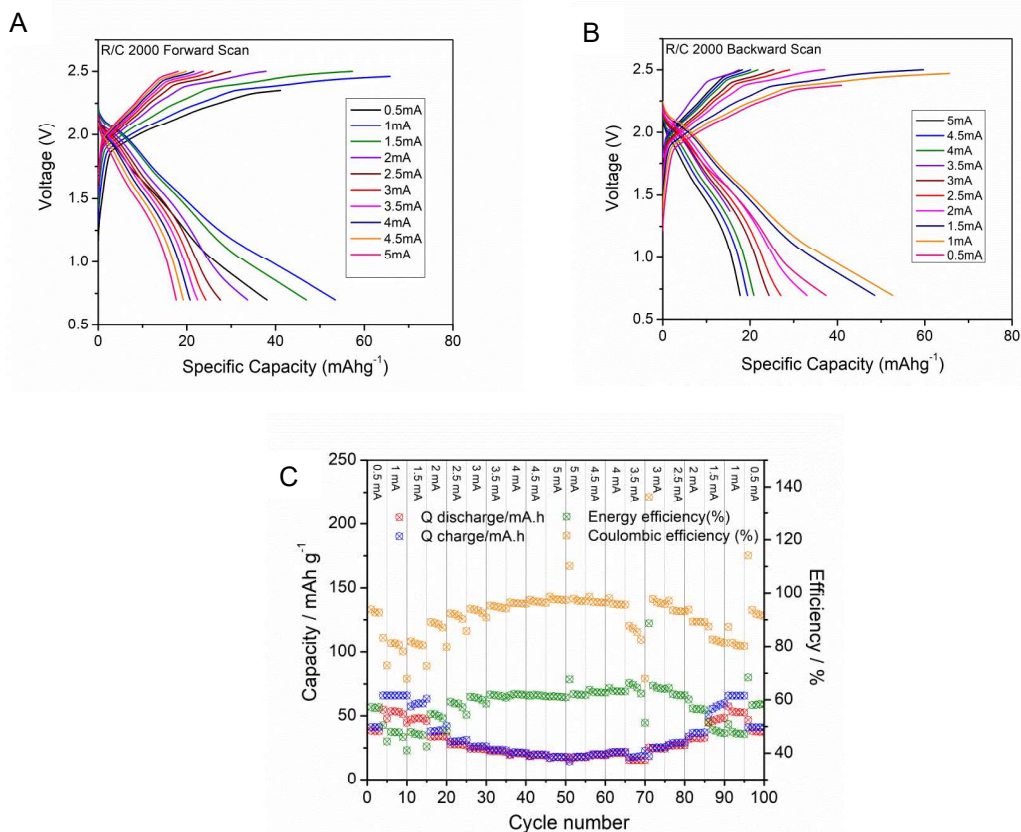 A
R/C 2000 Forward Scan
2.5
2.0
1.5
1.0
0.5
Voltage (V)
0.5mA
1mA
1.5mA
2mA
2.5mA
3mA
3.5mA
4mA
4.5mA
5mA
0 20 40 60 80
Specific Capacity (mAhg⁻¹)
B
R/C 2000 Backward Scan
2.5
2.0
1.5
1.0
0.5
Voltage (V)
5mA
4.5mA
4mA
3.5mA
3mA
2.5mA
2mA
1.5mA
1mA
0.5mA
0 20 40 60 80
Specific Capacity (mAhg⁻¹)
C
250
200
150
100
50
0
Capacity / mAh g⁻¹
0.5 mA
1 mA
1.5 mA
2 mA
2.5 mA
3 mA
3.5 mA
4 mA
4.5 mA
5 mA
5 mA
4.5 mA
4 mA
3.5 mA
3 mA
2.5 mA
2 mA
1.5 mA
1 mA
0.5 mA
Q discharge/mA.h
Q charge/mA.h
Energy efficiency(%)
Coulombic efficiency (%)
140
120
100
80
60
40
Efficiency / %
0 10 20 30 40 50 60 70 80 90 100
Cycle number